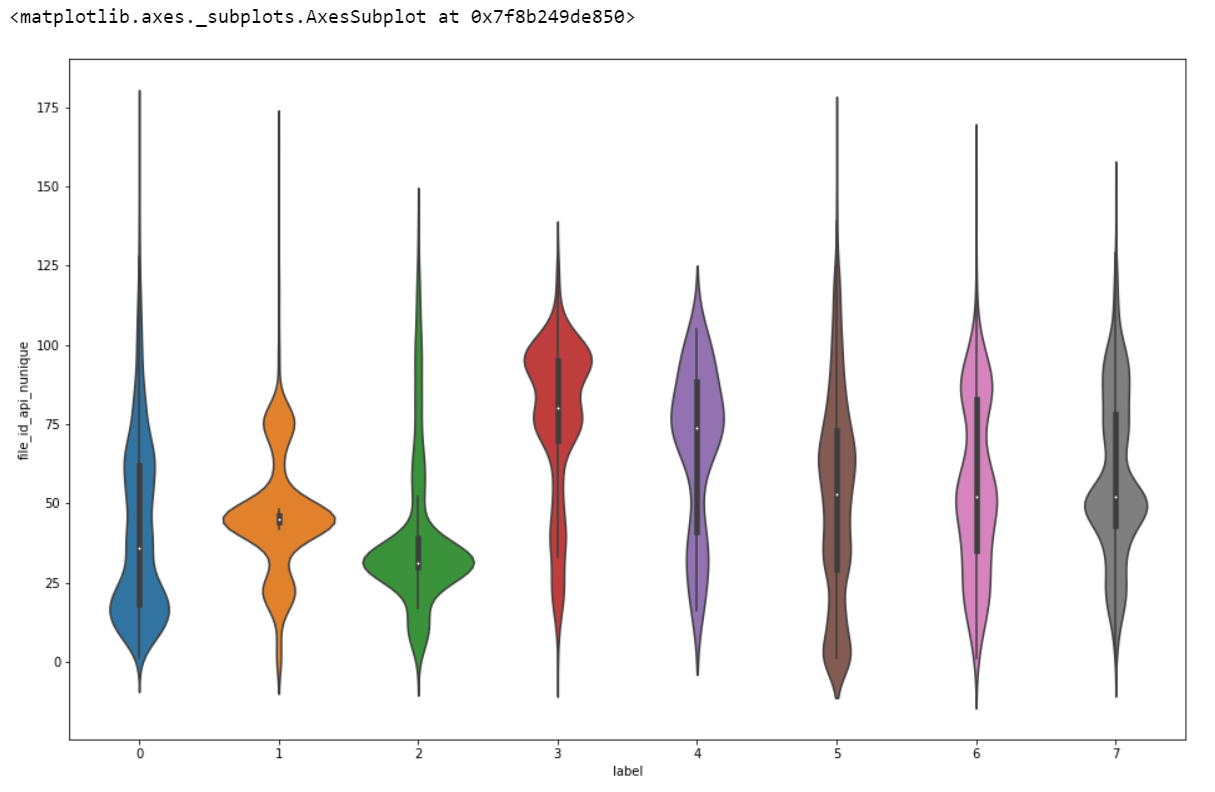 <matplotlib.axes._subplots.AxesSubplot at 0x7f8b249de850>
175
150
125
100
75
50
25
0
file_id_api_nunique
0 1 2 3 4 5 6 7
label